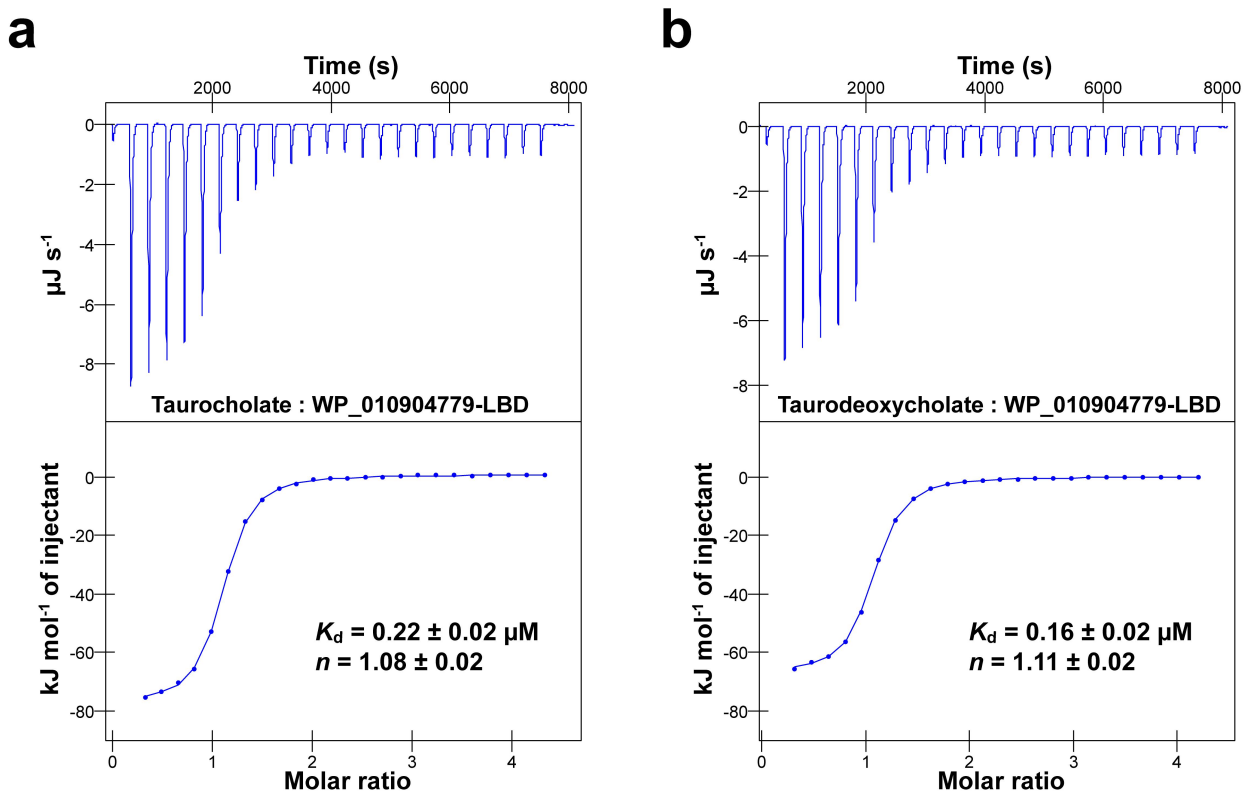 a
Time (s)
2000 4000 6000 8000
0
-2
-4
-6
-8
µJ s⁻¹
Taurocholate : WP_010904779-LBD
0
-20
-40
-60
-80
kJ mol⁻¹ of injectant
Kd = 0.22 ± 0.02 µM
n = 1.08 ± 0.02
0 1 2 3 4
Molar ratio
b
Time (s)
2000 4000 6000 8000
0
-2
-4
-6
-8
µJ s⁻¹
Taurodeoxycholate : WP_010904779-LBD
0
-20
-40
-60
-80
kJ mol⁻¹ of injectant
Kd = 0.16 ± 0.02 µM
n = 1.11 ± 0.02
0 1 2 3 4
Molar ratio